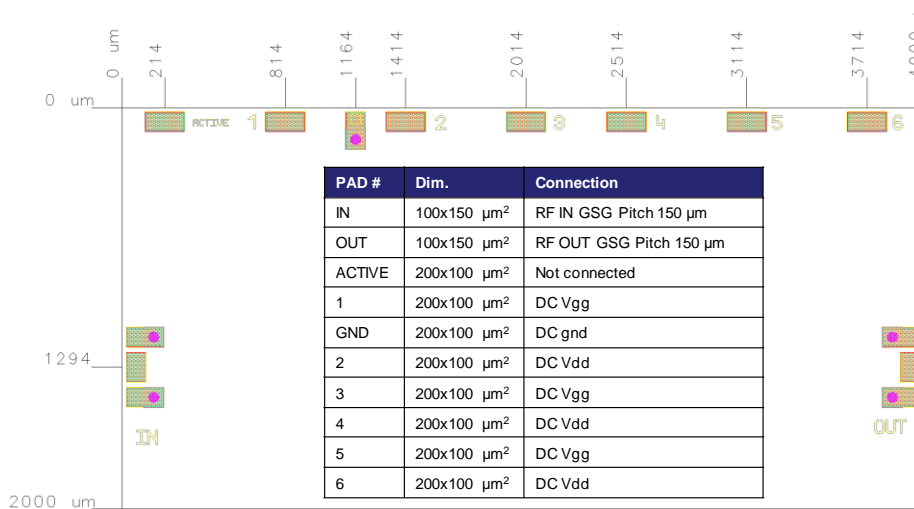 0 um
214
814
1164
1414
2014
2514
3114
3714
0 um
ACTIVE 1 2 3 4 5 6
PAD # Dim. Connection
IN 100x150 µm² RF IN GSG Pitch 150 µm
OUT 100x150 µm² RF OUT GSG Pitch 150 µm
ACTIVE 200x100 µm² Not connected
1 200x100 µm² DC Vgg
GND 200x100 µm² DC gnd
2 200x100 µm² DC Vdd
3 200x100 µm² DC Vgg
4 200x100 µm² DC Vdd
5 200x100 µm² DC Vgg
6 200x100 µm² DC Vdd
1294
IN
OUT
2000 um